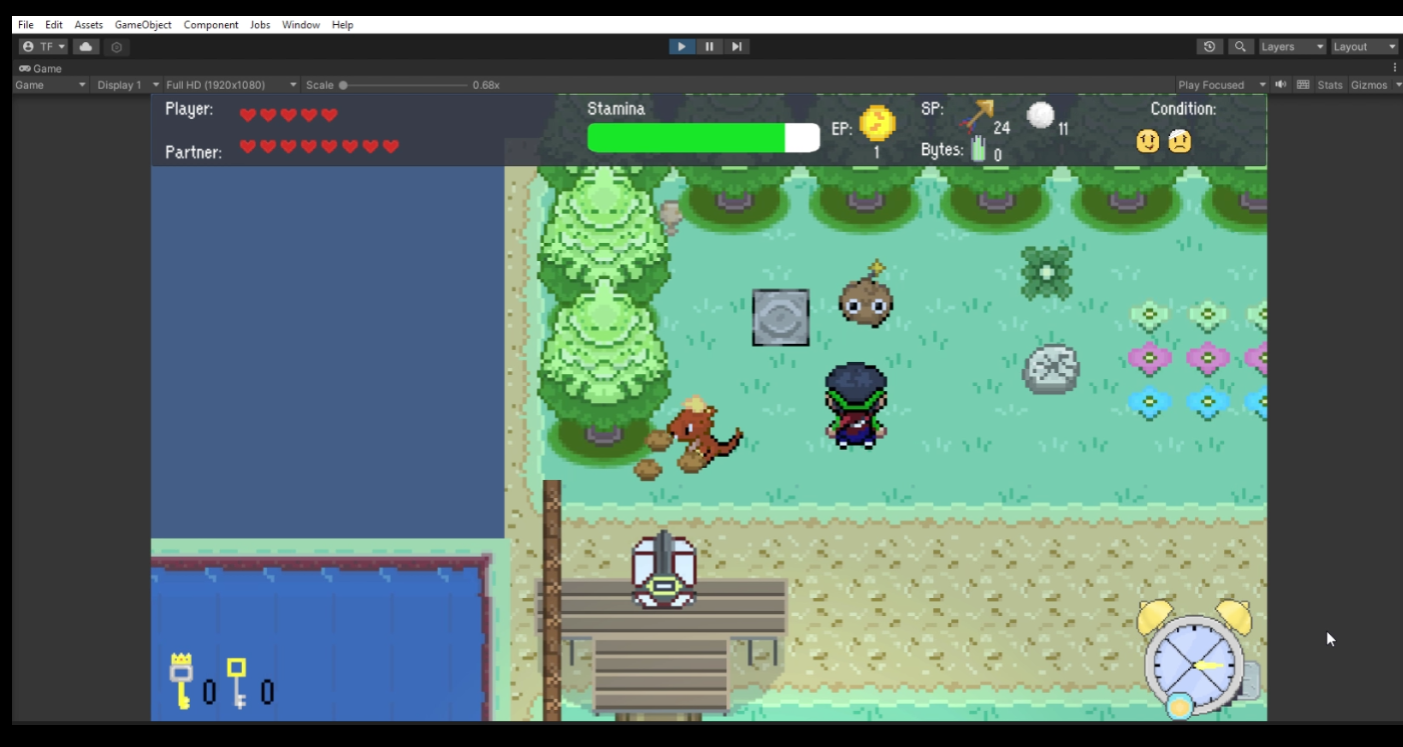 File Edit Assets GameObject Component Jobs Window Help
TF Layers Layout
Game
Game Display 1 Full HD (1920x1080) Scale 0.68x Play Focused Stats Gizmos
Player: Stamina SP: 24 11 Condition:
EP: 1
Partner: Bytes: 0
0 0